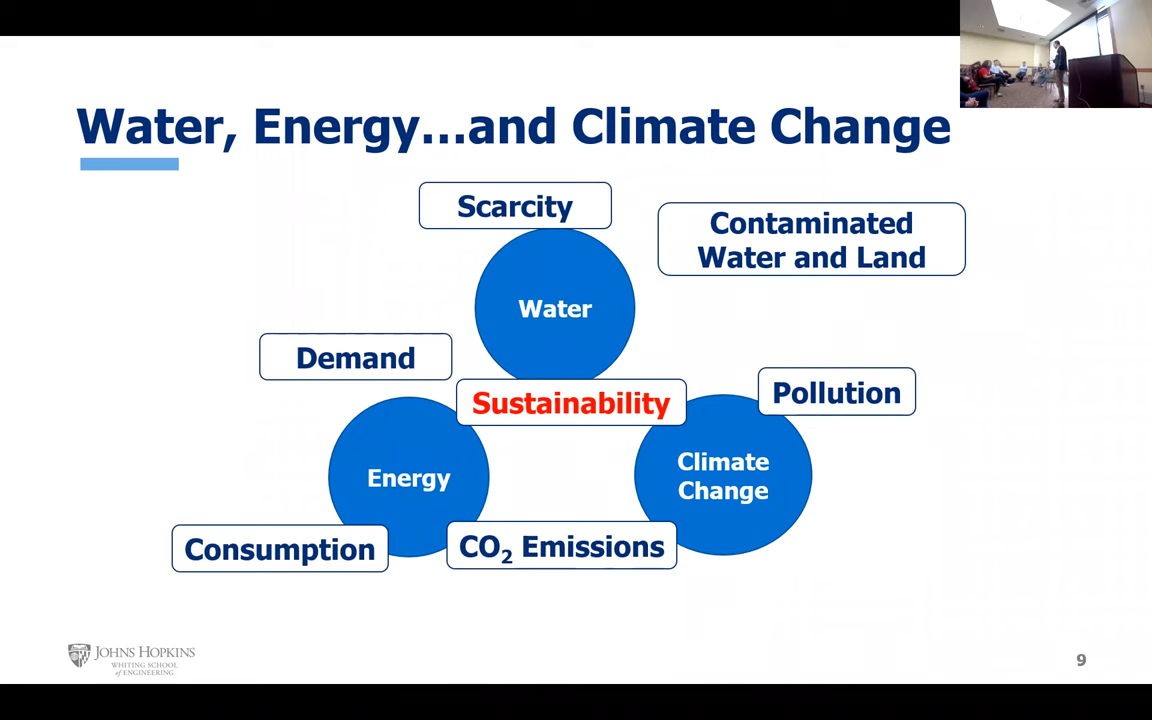 Water, Energy...and Climate Change
Scarcity
Contaminated
Water and Land
Water
Demand
Sustainability
Pollution
Energy
Climate
Change
Consumption
CO₂ Emissions
JOHNS HOPKINS
WHITING SCHOOL
of ENGINEERING
9